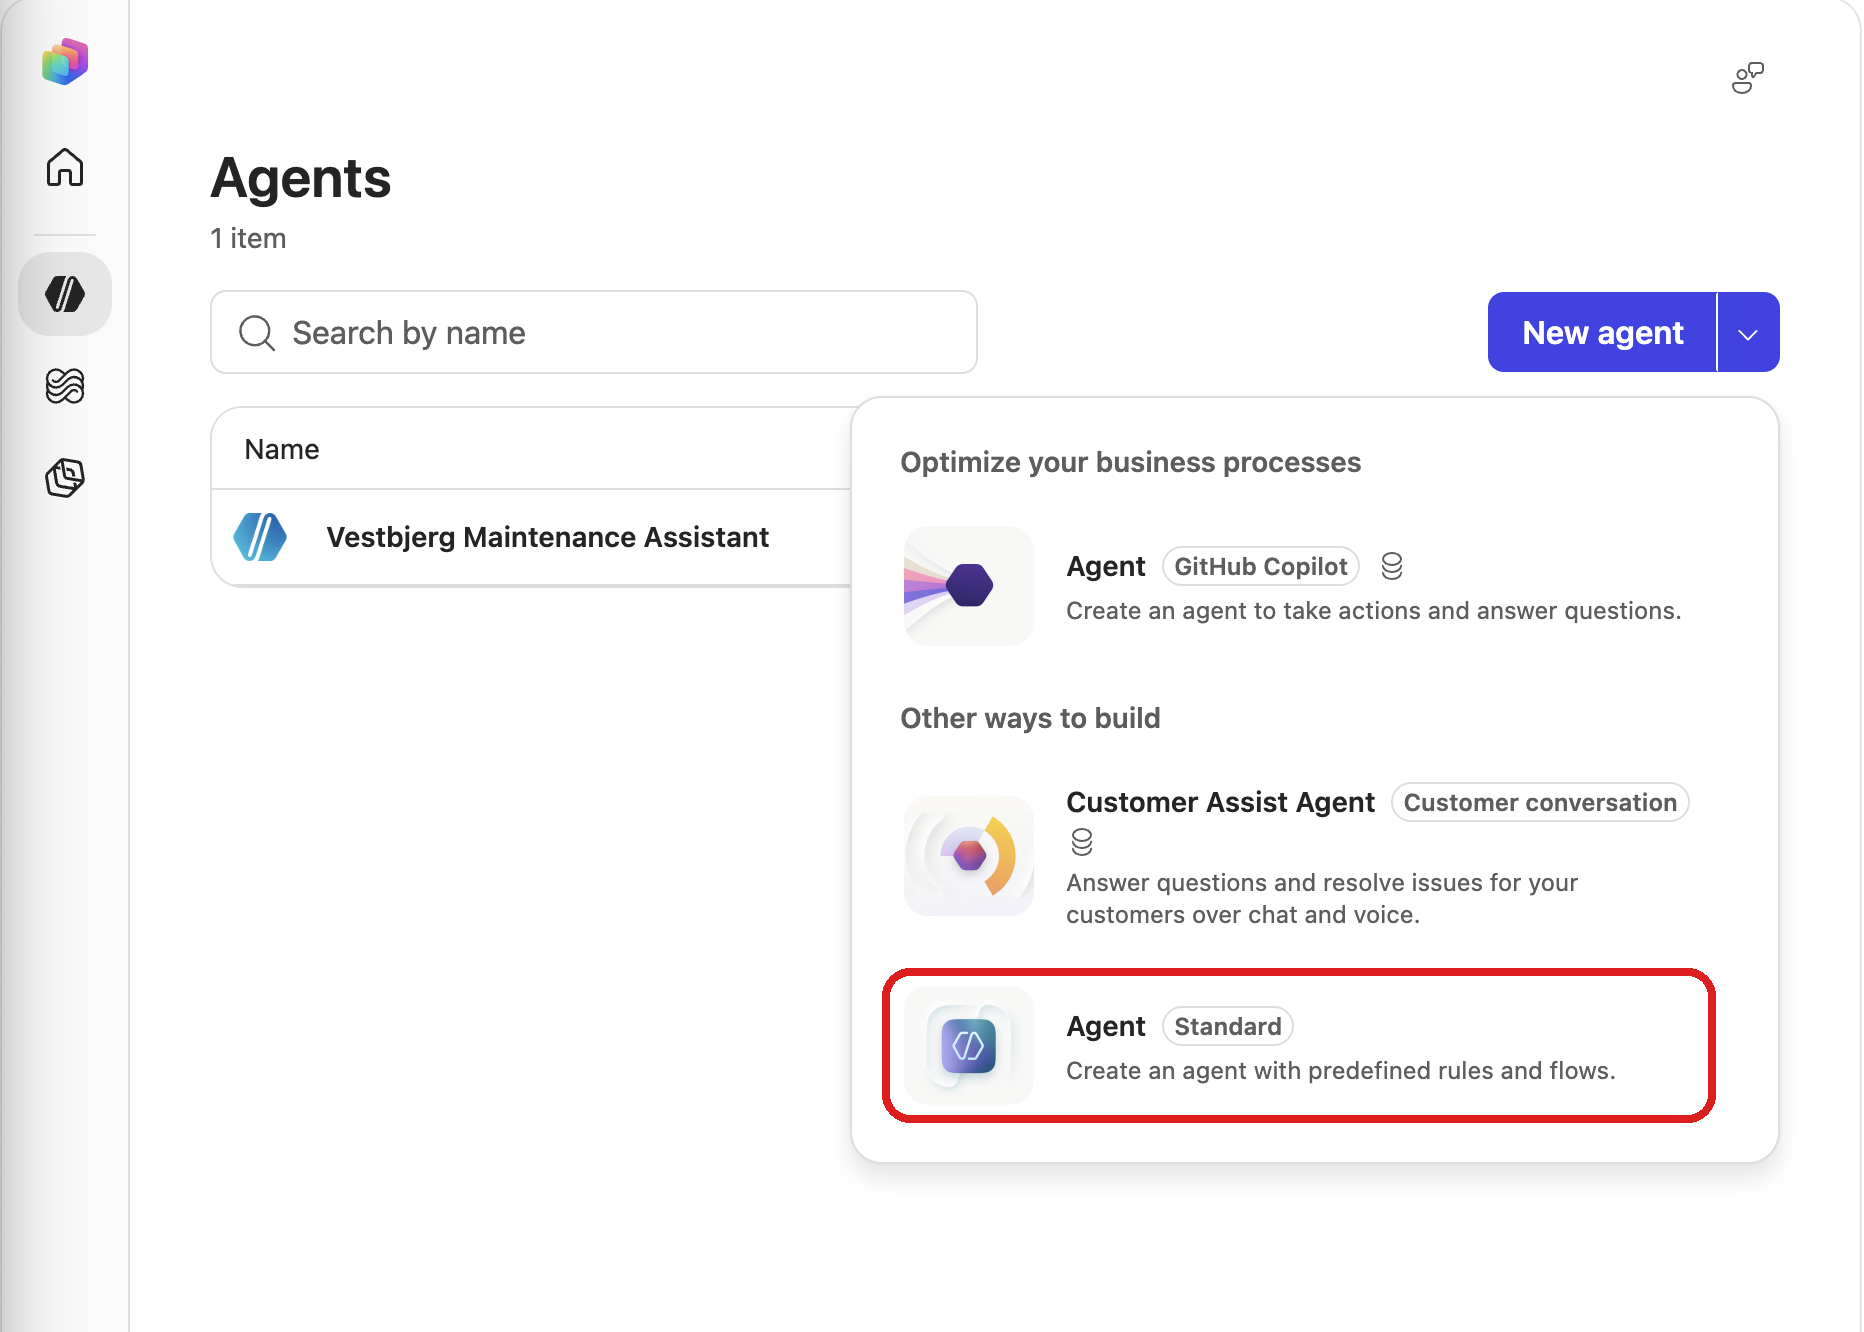 Agents
1 item
Search by name
New agent
Name
Vestbjerg Maintenance Assistant
Optimize your business processes
Agent GitHub Copilot
Create an agent to take actions and answer questions.
Other ways to build
Customer Assist Agent Customer conversation
Answer questions and resolve issues for your
customers over chat and voice.
Agent Standard
Create an agent with predefined rules and flows.